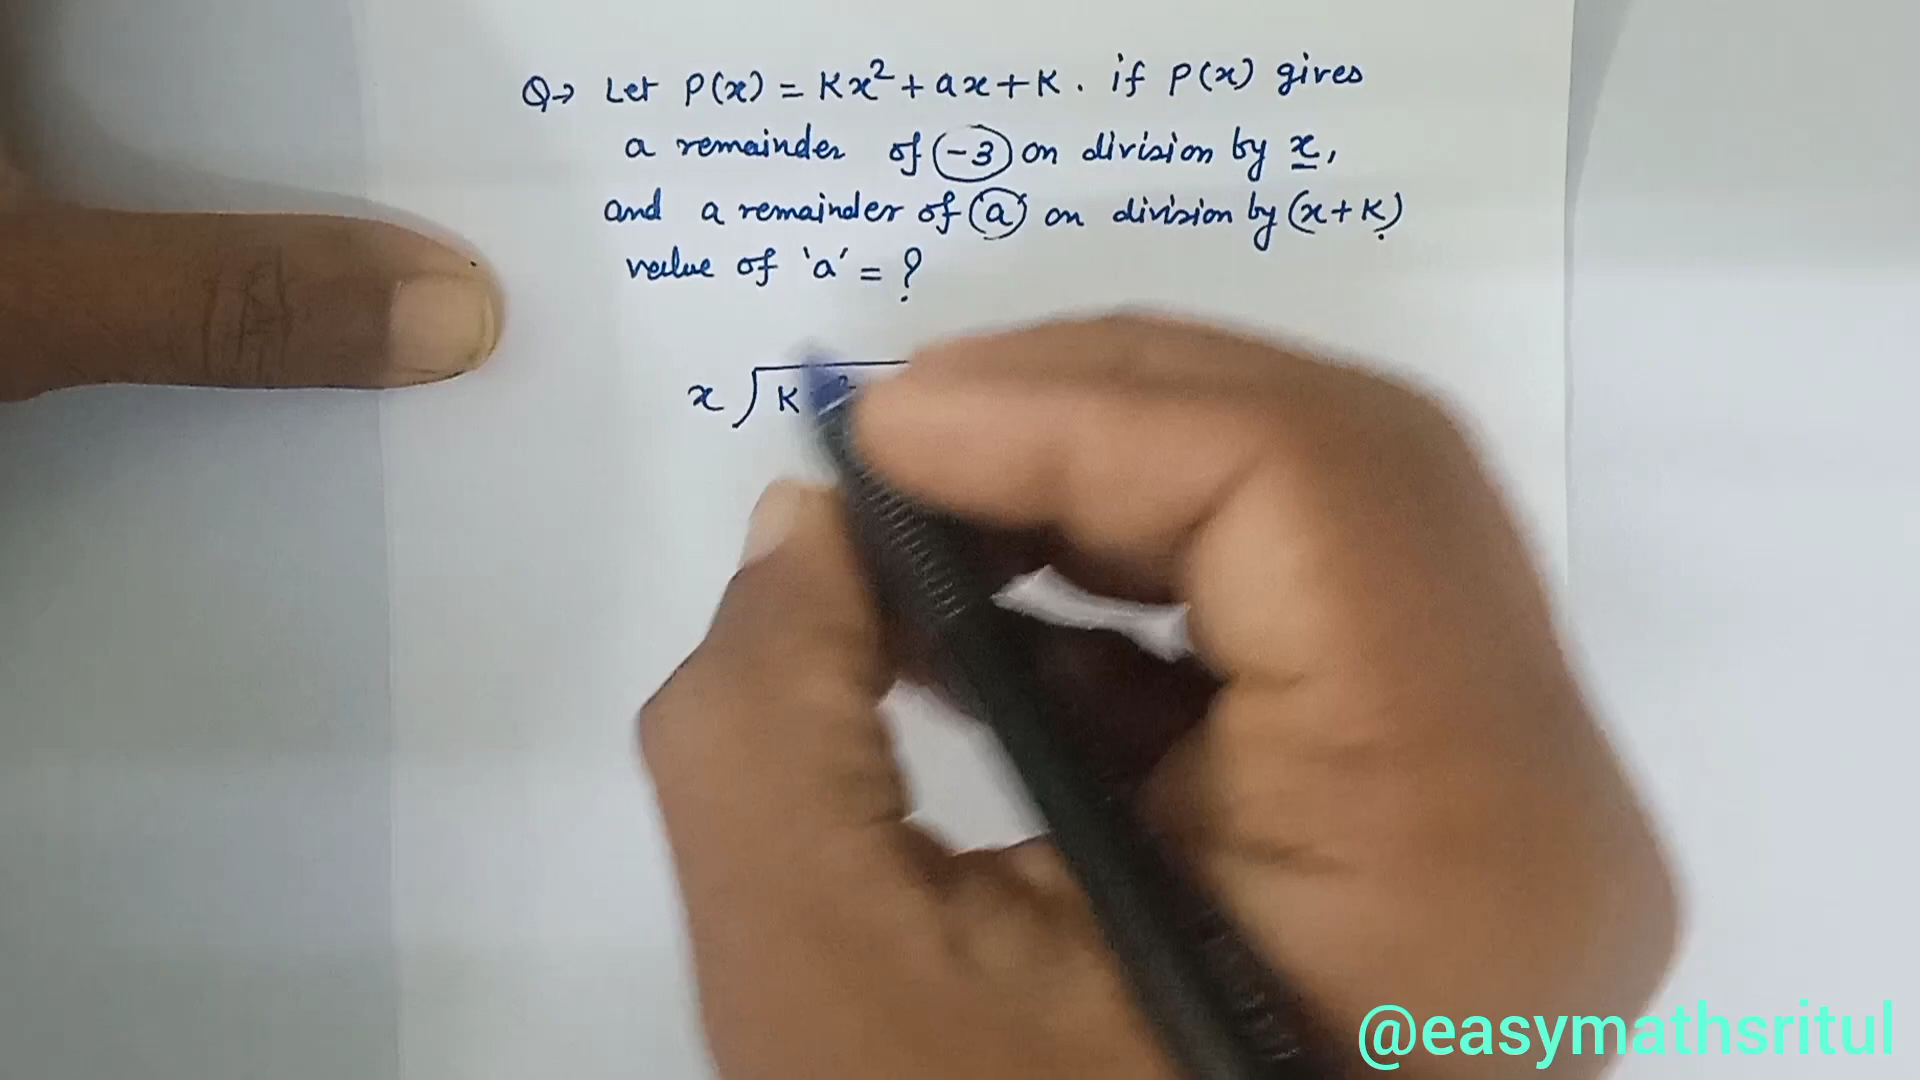 Q→ Let P(x) = Kx² + ax + K. if P(x) gives
a remainder of (-3) on division by x,
and a remainder of (a) on division by (x+K)
value of 'a' = ?
x K ²
@easymathsritul